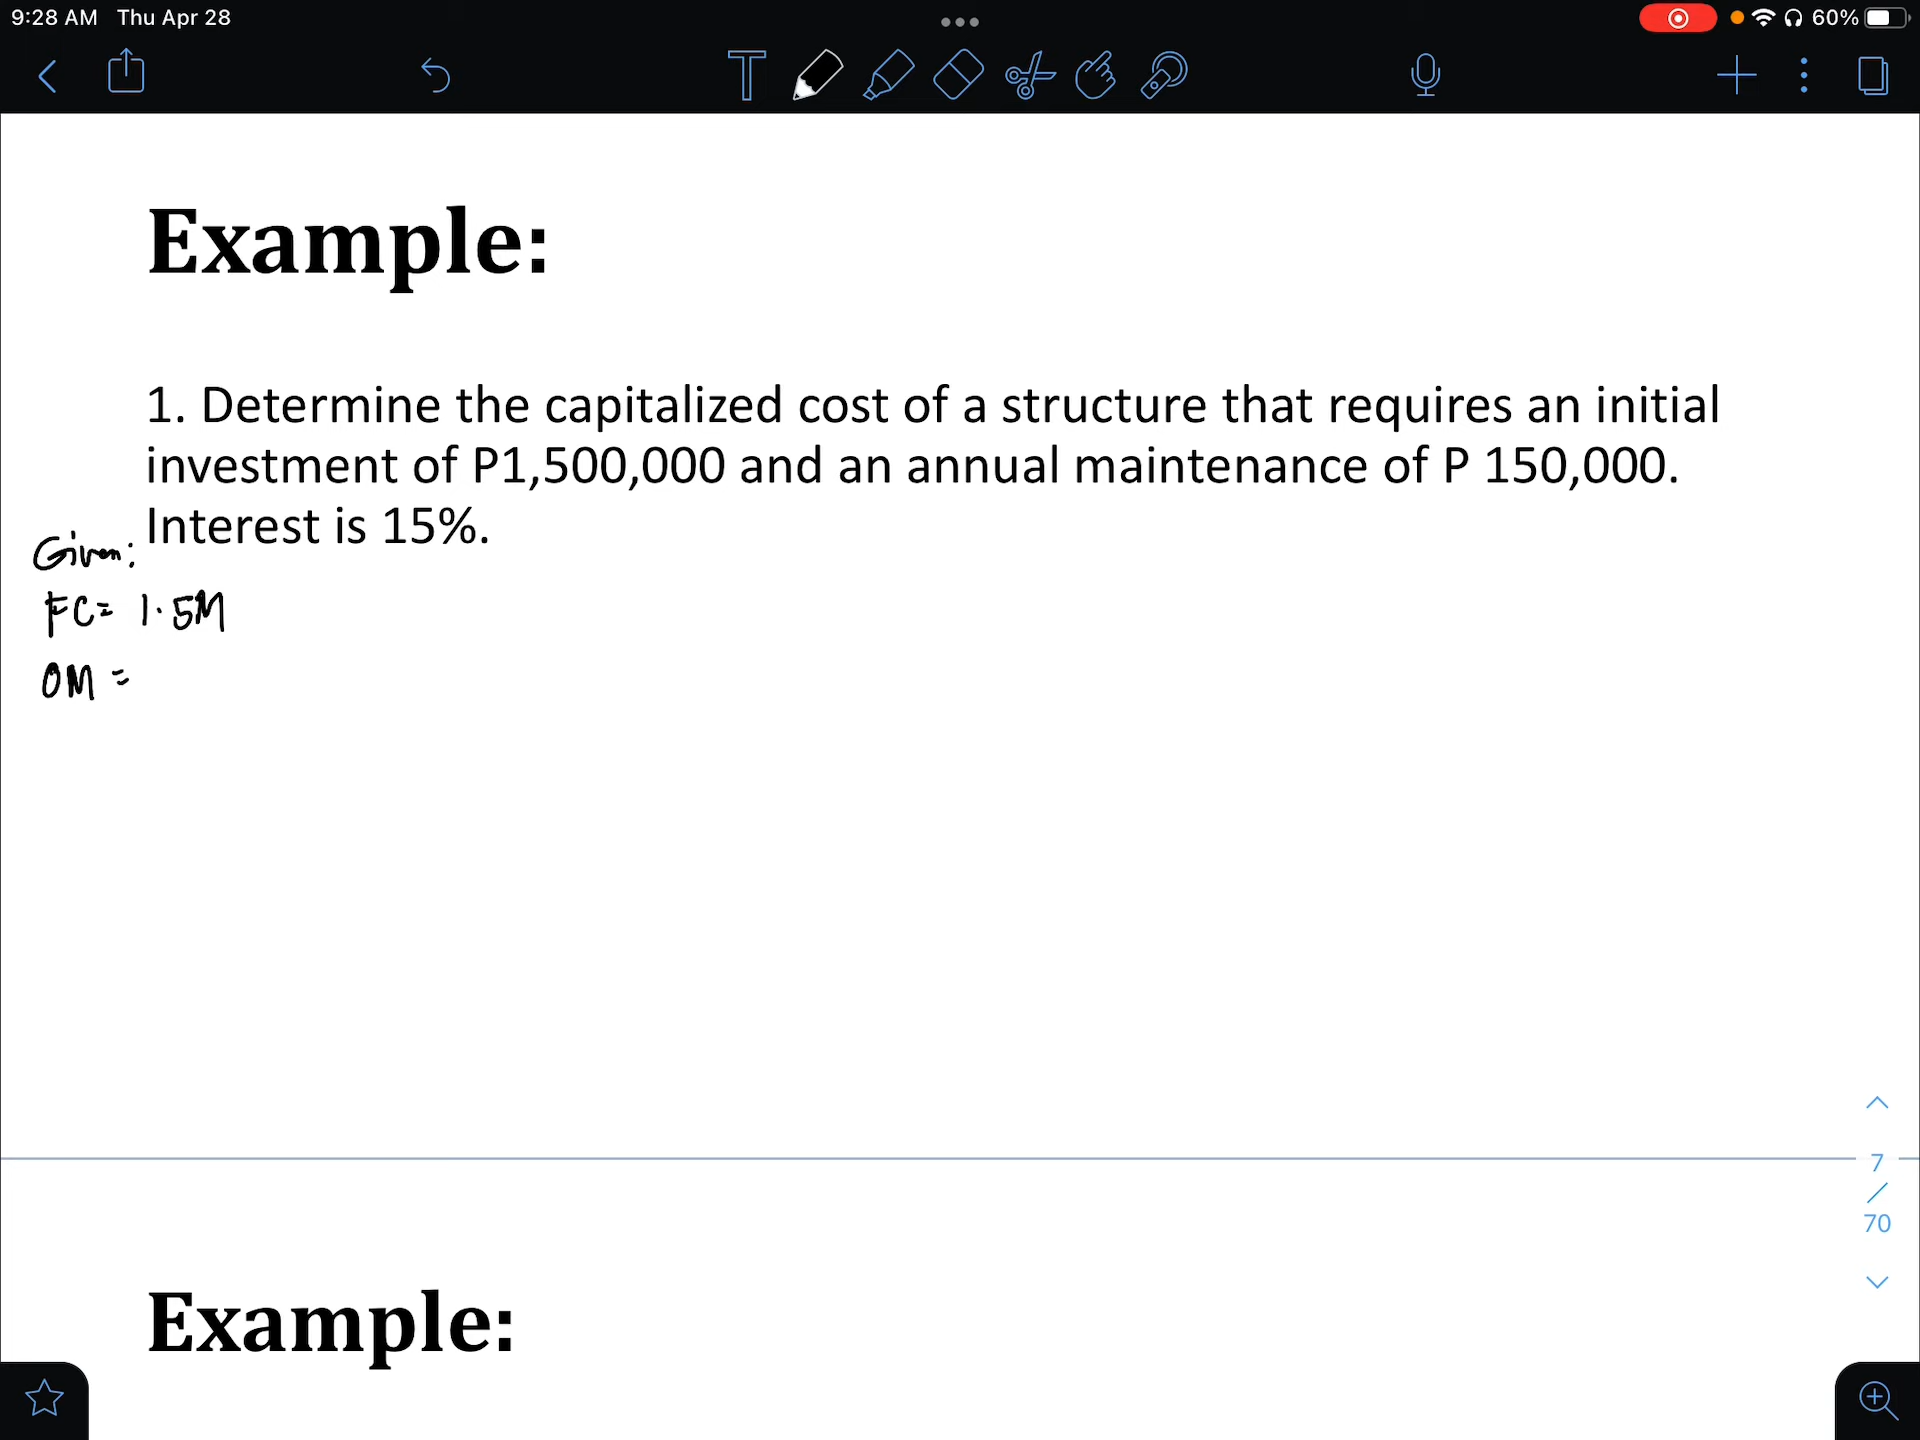 9:28 AM Thu Apr 28
60%
Example:
1. Determine the capitalized cost of a structure that requires an initial
investment of P1,500,000 and an annual maintenance of P 150,000.
Interest is 15%.
Given:
FC= 1.5M
OM =
7
/
70
Example: